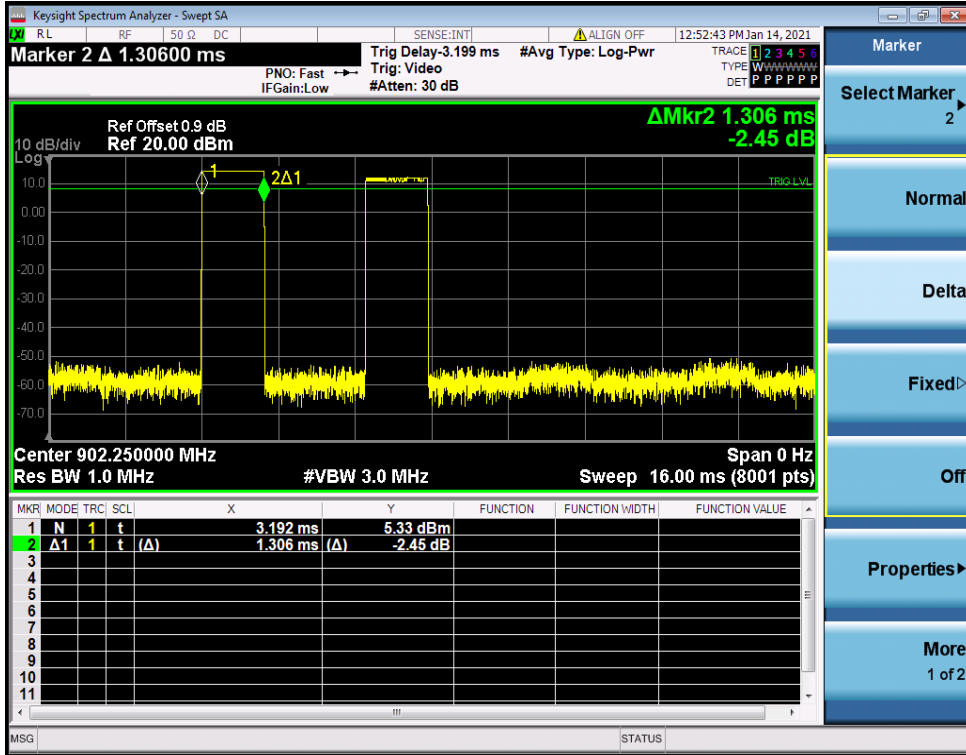 Keysight Spectrum Analyzer - Swept SA
LXI RL RF 50 Ω DC SENSE:INT ALIGN OFF 12:52:43 PM Jan 14, 2021
Marker 2 Δ 1.30600 ms
PNO: Fast
IFGain:Low
Trig Delay-3.199 ms
Trig: Video
#Atten: 30 dB
#Avg Type: Log-Pwr
TRACE 1 2 3 4 5 6
TYPE W W W W W W
DET P P P P P P
ΔMkr2 1.306 ms
-2.45 dB
Ref Offset 0.9 dB
10 dB/div Ref 20.00 dBm
Log
10.0
0.00
-10.0
-20.0
-30.0
-40.0
-50.0
-60.0
-70.0
1
2Δ1
TRIG LVL
Center 902.250000 MHz Span 0 Hz
Res BW 1.0 MHz #VBW 3.0 MHz Sweep 16.00 ms (8001 pts)
MKR MODE TRC SCL X Y FUNCTION FUNCTION WIDTH FUNCTION VALUE
1 N 1 t 3.192 ms 5.33 dBm
2 Δ1 1 t (Δ) 1.306 ms (Δ) -2.45 dB
3
4
5
6
7
8
9
10
11
MSG STATUS
Marker
Select Marker
2
Normal
Delta
Fixed
Off
Properties
More
1 of 2